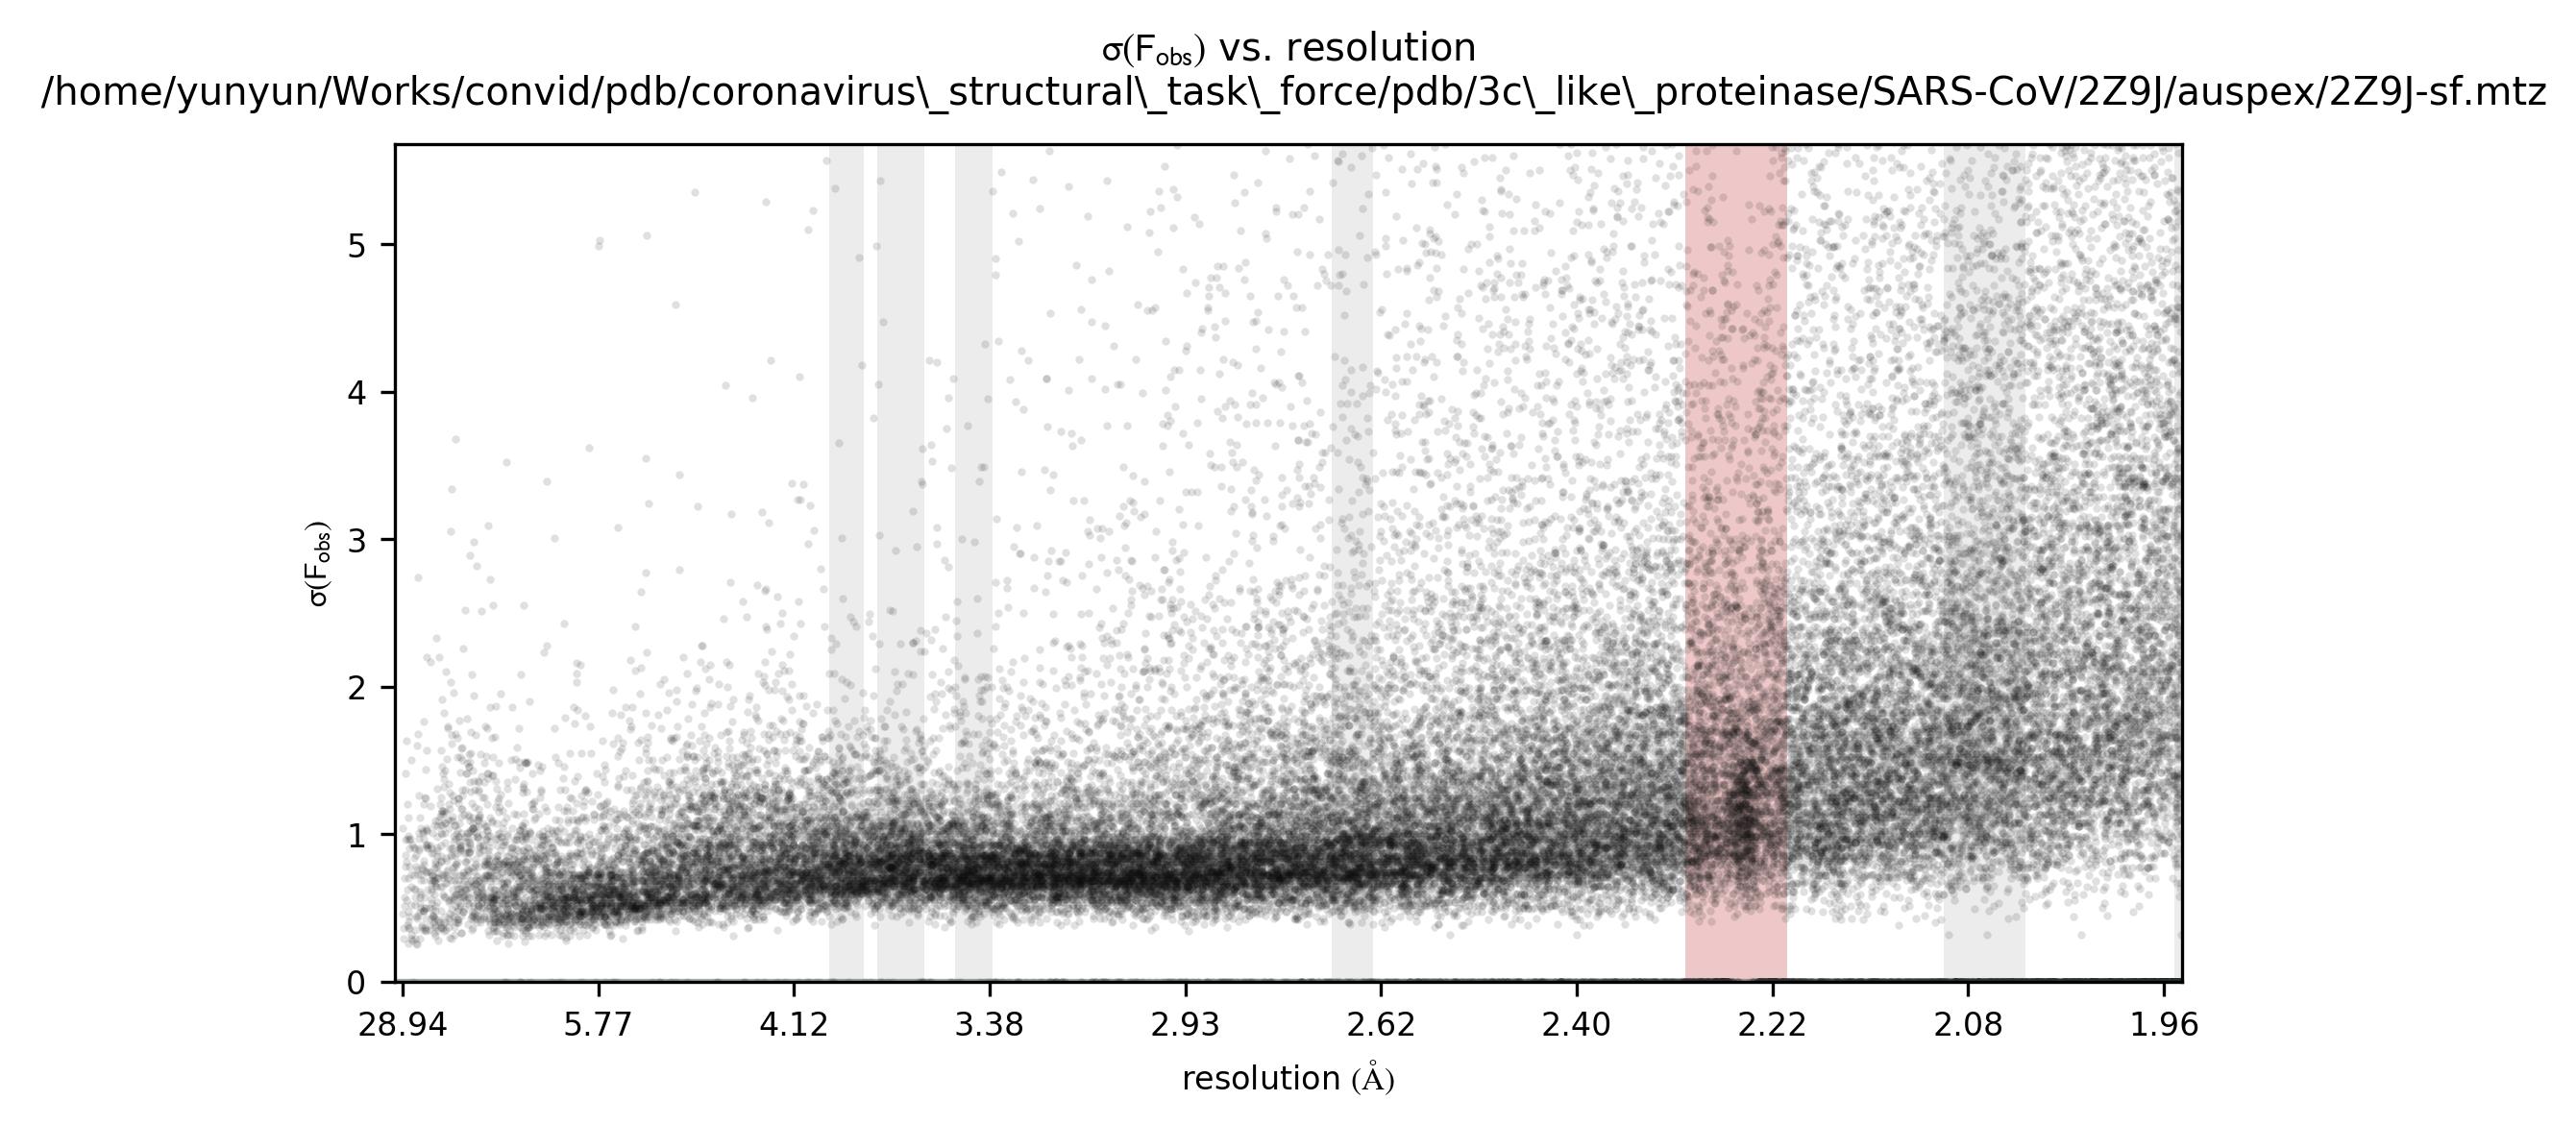 σ(F_obs) vs. resolution
/home/yunyun/Works/convid/pdb/coronavirus\_structural\_task\_force/pdb/3c\_like\_proteinase/SARS-CoV/2Z9J/auspex/2Z9J-sf.mtz
σ(F_obs)
5
4
3
2
1
0
28.94 5.77 4.12 3.38 2.93 2.62 2.40 2.22 2.08 1.96
resolution (Å)